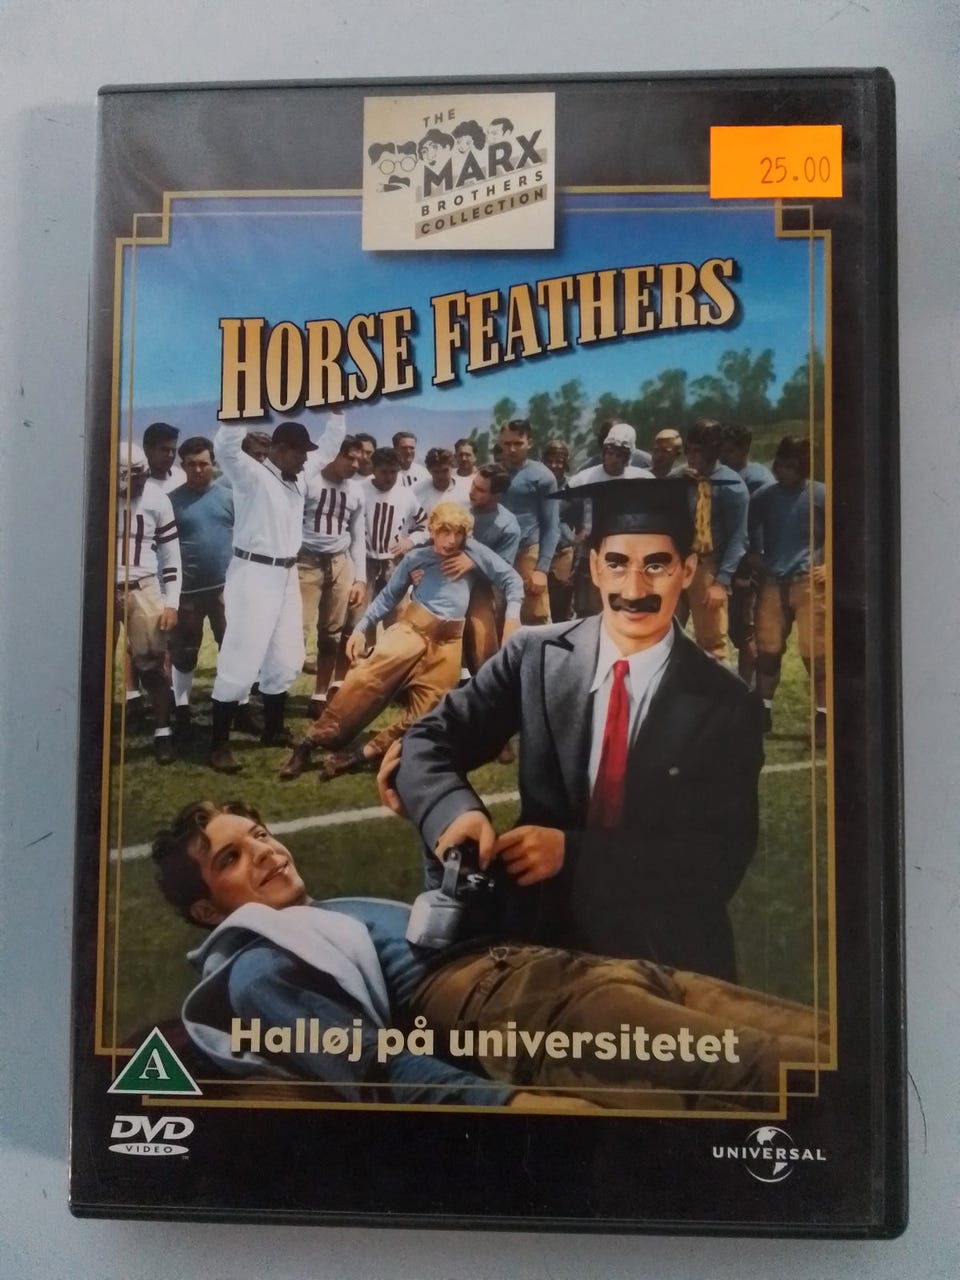 THE
MARX
BROTHERS
COLLECTION
25.00
HORSE FEATHERS
Halløj på universitetet
A
DVD
VIDEO
UNIVERSAL